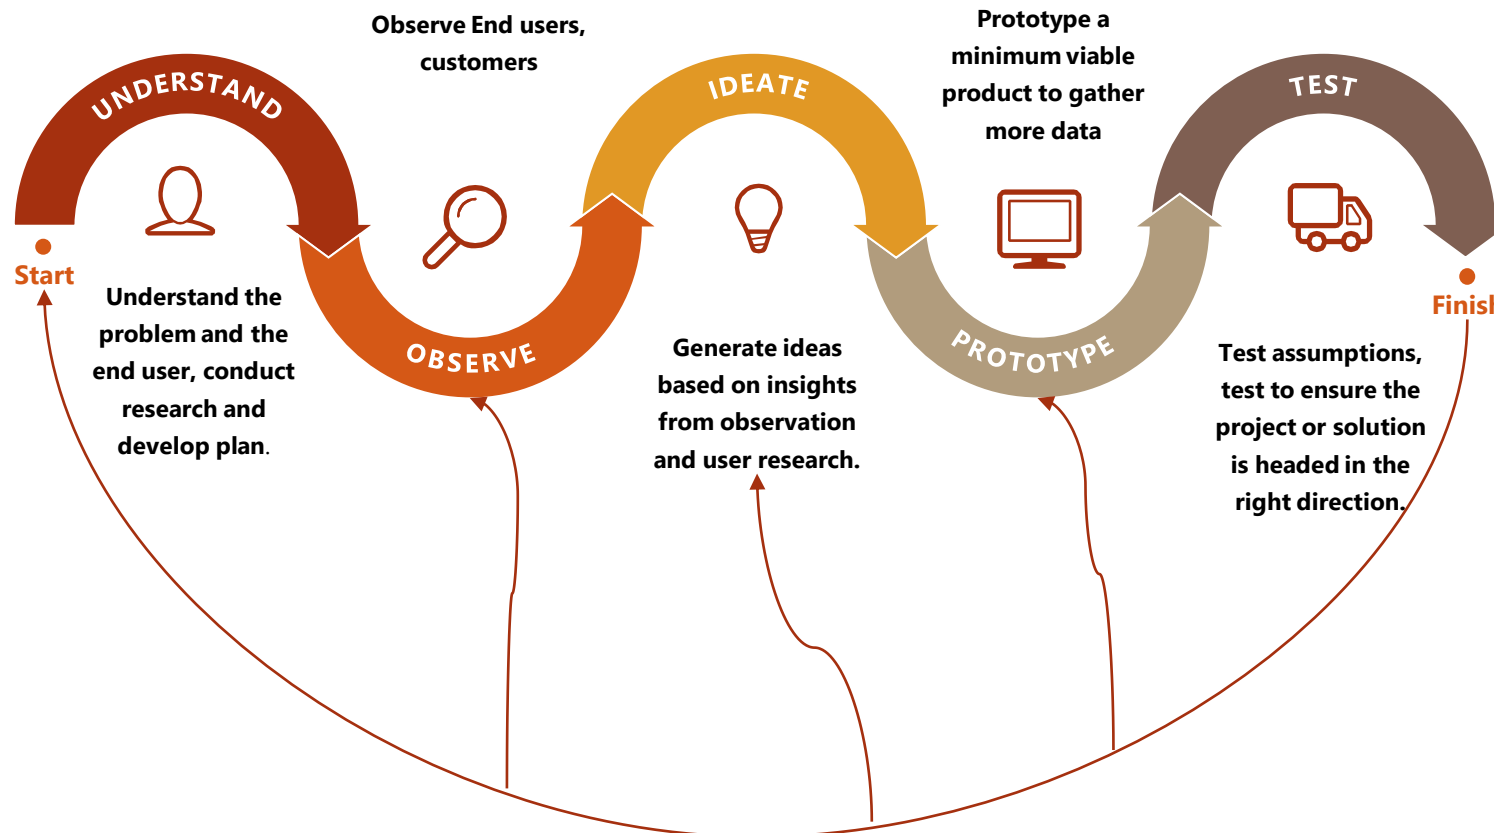 UNDERSTAND
Start
Understand the
problem and the
end user, conduct
research and
develop plan.
Observe End users,
customers
OBSERVE
IDEATE
Generate ideas
based on insights
from observation
and user research.
Prototype a
minimum viable
product to gather
more data
PROTOTYPE
TEST
Test assumptions,
test to ensure the
project or solution
is headed in the
right direction.